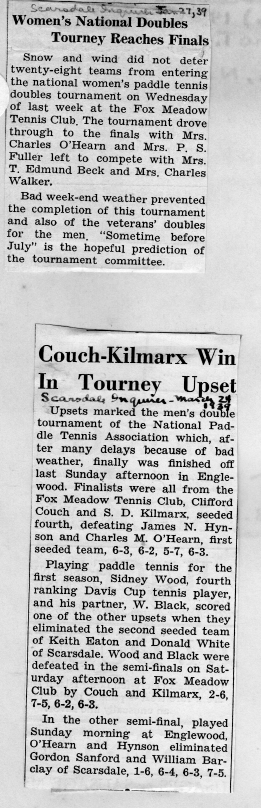 Scarsdale Inquirer Jan 27, 39
Women's National Doubles
Tourney Reaches Finals
Snow and wind did not deter
twenty-eight teams from entering
the national women's paddle tennis
doubles tournament on Wednesday
of last week at the Fox Meadow
Tennis Club. The tournament drove
through to the finals with Mrs.
Charles O'Hearn and Mrs. P. S.
Fuller left to compete with Mrs.
T. Edmund Beck and Mrs. Charles
Walker.
Bad week-end weather prevented
the completion of this tournament
and also of the veterans' doubles
for the men. "Sometime before
July" is the hopeful prediction of
the tournament committee.
Couch-Kilmarx Win
In Tourney Upset
Scarsdale Inquirer - March 24
1939
Upsets marked the men's double
tournament of the National Pad-
dle Tennis Association which, af-
ter many delays because of bad
weather, finally was finished off
last Sunday afternoon in Engle-
wood. Finalists were all from the
Fox Meadow Tennis Club, Clifford
Couch and S. D. Kilmarx, seeded
fourth, defeating James N. Hyn-
son and Charles M. O'Hearn, first
seeded team, 6-3, 6-2, 5-7, 6-3.
Playing paddle tennis for the
first season, Sidney Wood, fourth
ranking Davis Cup tennis player,
and his partner, W. Black, scored
one of the other upsets when they
eliminated the second seeded team
of Keith Eaton and Donald White
of Scarsdale. Wood and Black were
defeated in the semi-finals on Sat-
urday afternoon at Fox Meadow
Club by Couch and Kilmarx, 2-6,
7-5, 6-2, 6-3.
In the other semi-final, played
Sunday morning at Englewood,
O'Hearn and Hynson eliminated
Gordon Sanford and William Bar-
clay of Scarsdale, 1-6, 6-4, 6-3, 7-5.